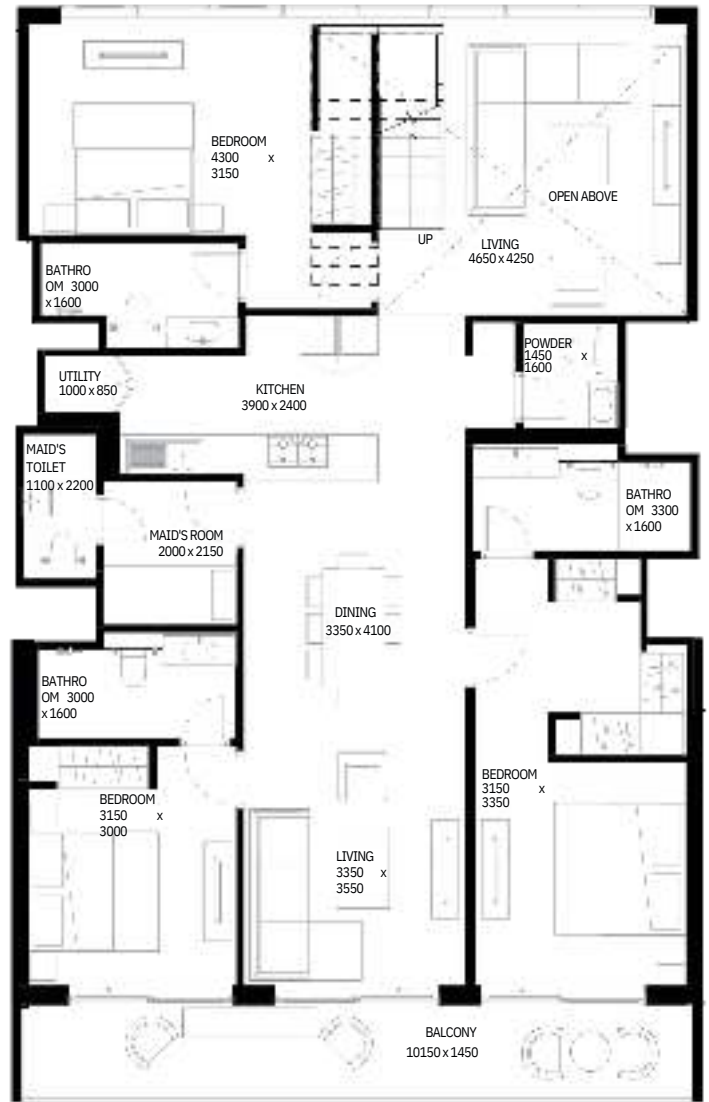 BEDROOM
4300 x
3150
OPEN ABOVE
UP
LIVING
4650 x 4250
BATHRO
OM 3000
x 1600
POWDER
1450 x
1600
UTILITY
1000 x 850
KITCHEN
3900 x 2400
MAID'S
TOILET
1100 x 2200
BATHRO
OM 3300
x 1600
MAID'S ROOM
2000 x 2150
DINING
3350 x 4100
BATHRO
OM 3000
x 1600
BEDROOM
3150 x
3350
BEDROOM
3150 x
3000
LIVING
3350 x
3550
BALCONY
10150 x 1450